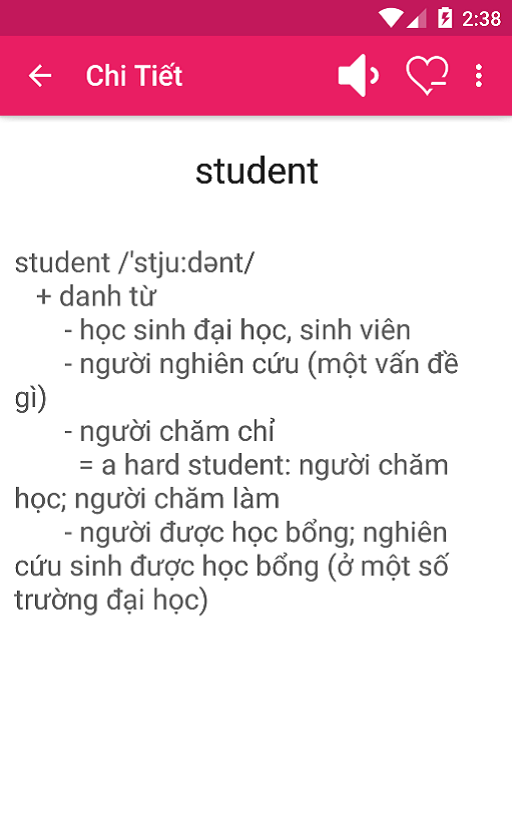 2:38
Chi Tiết
student
student /'stju:dənt/
+ danh từ
- học sinh đại học, sinh viên
- người nghiên cứu (một vấn đề
gì)
- người chăm chỉ
= a hard student: người chăm
học; người chăm làm
- người được học bổng; nghiên
cứu sinh được học bổng (ở một số
trường đại học)